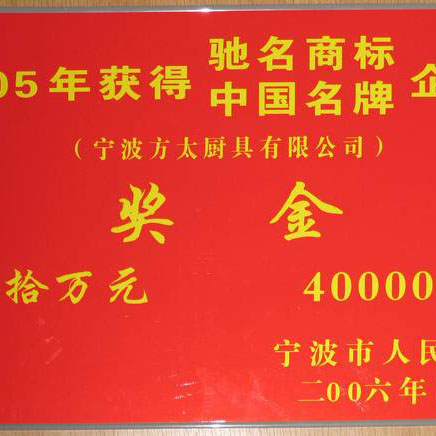 05年获得 驰名商标 中国名牌 企
（宁波方太厨具有限公司）
奖 金
拾万元 40000
宁波市人民
二00六年